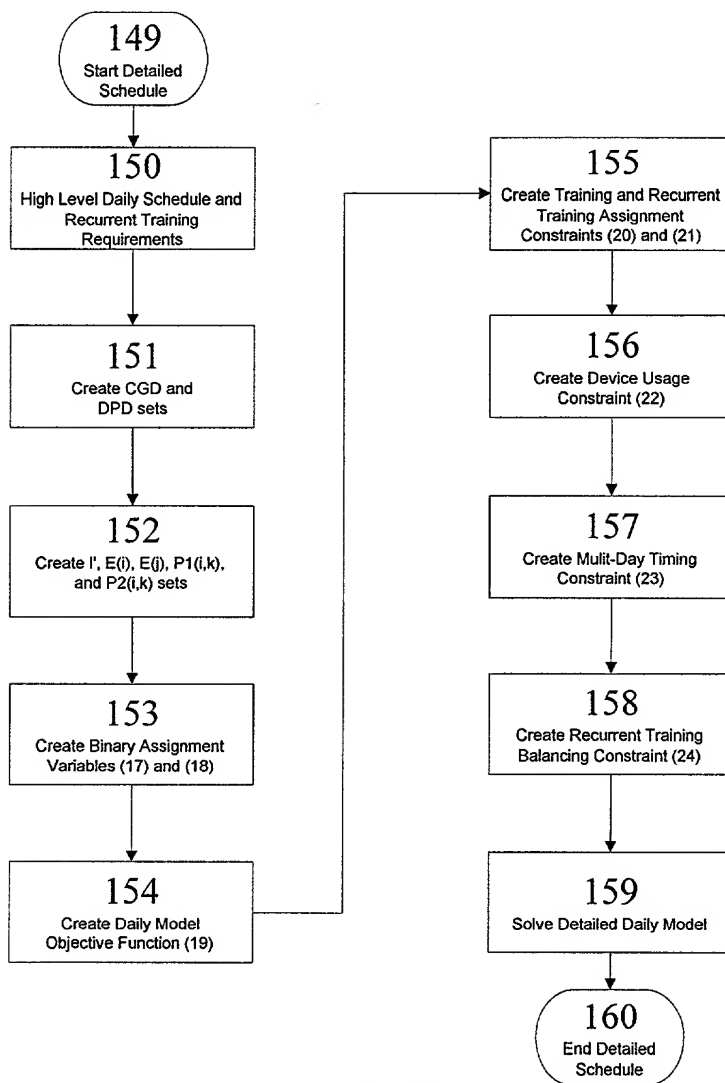 149
Start Detailed
Schedule
150
High Level Daily Schedule and
Recurrent Training
Requirements
151
Create CGD and
DPD sets
152
Create I', E(i), E(j), P1(i,k),
and P2(i,k) sets
153
Create Binary Assignment
Variables (17) and (18)
154
Create Daily Model
Objective Function (19)
155
Create Training and Recurrent
Training Assignment
Constraints (20) and (21)
156
Create Device Usage
Constraint (22)
157
Create Mulit-Day Timing
Constraint (23)
158
Create Recurrent Training
Balancing Constraint (24)
159
Solve Detailed Daily Model
160
End Detailed
Schedule